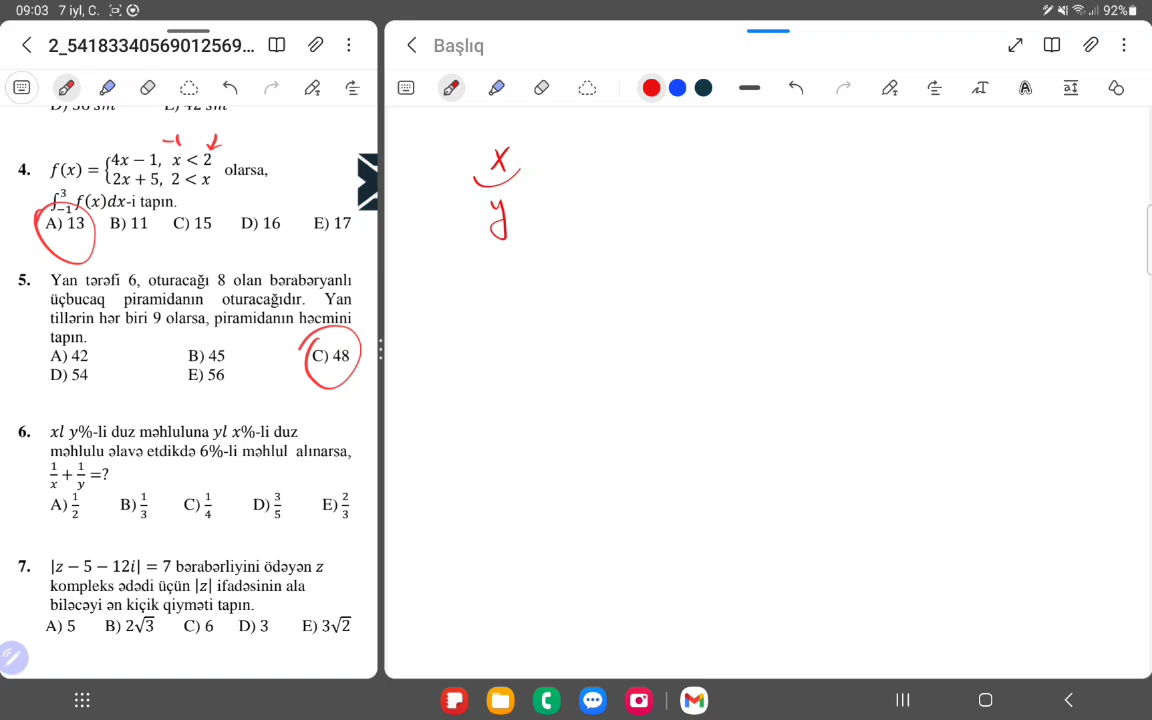 09:03 7 iyl, C. 92%
2_54183340569012569...
Başlıq
4. f(x) = {4x − 1, x < 2
2x + 5, 2 < x olarsa,
-1
∫₋₁³ f(x)dx-i tapın.
A) 13 B) 11 C) 15 D) 16 E) 17
5. Yan tərəfi 6, oturacağı 8 olan bərabəryanlı
üçbucaq piramidanın oturacağıdır. Yan
tillərin hər biri 9 olarsa, piramidanın həcmini
tapın.
A) 42 B) 45 C) 48
D) 54 E) 56
6. xl y%-li duz məhluluna yl x%-li duz
məhlulu əlavə etdikdə 6%-li məhlul alınarsa,
1/x + 1/y =?
A) 1/2 B) 1/3 C) 1/4 D) 3/5 E) 2/3
7. |z − 5 − 12i| = 7 bərabərliyini ödəyən z
kompleks ədədi üçün |z| ifadəsinin ala
biləcəyi ən kiçik qiyməti tapın.
A) 5 B) 2√3 C) 6 D) 3 E) 3√2
x
y